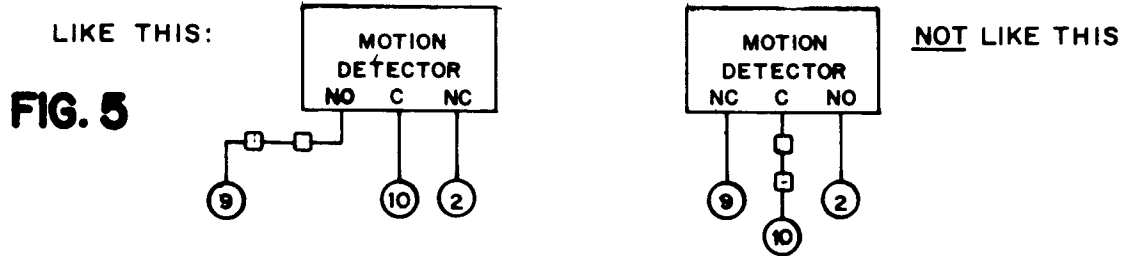 LIKE THIS:
FIG. 5
MOTION
DETECTOR
NO C NC
9 10 2
MOTION
DETECTOR
NC C NO
9 10 2
NOT LIKE THIS